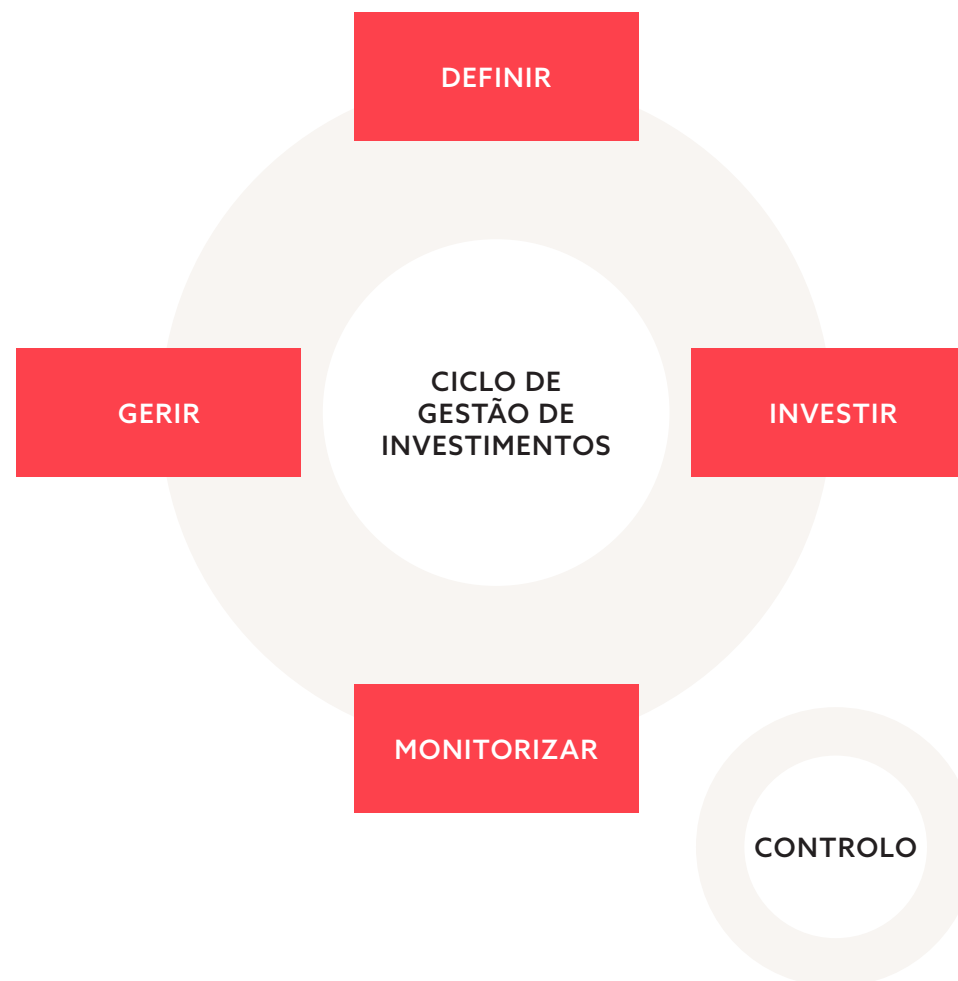 DEFINIR
GERIR
CICLO DE
GESTÃO DE
INVESTIMENTOS
INVESTIR
MONITORIZAR
CONTROLO